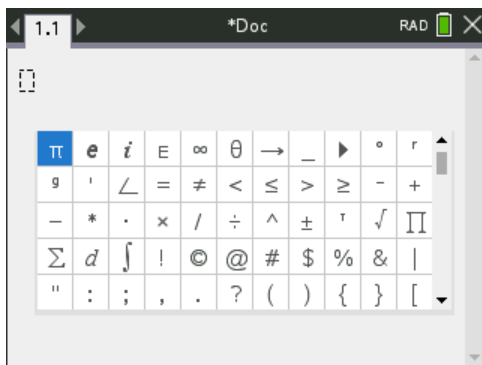 1.1 *Doc RAD
π e i E ∞ θ → _ ▶ ° ʳ
ᵍ ' ∠ = ≠ < ≤ > ≥ − +
− * · × / ÷ ^ ± ᵀ √ ∏
∑ d ∫ ! © @ # $ % & |
" : ; , . ? ( ) { } [